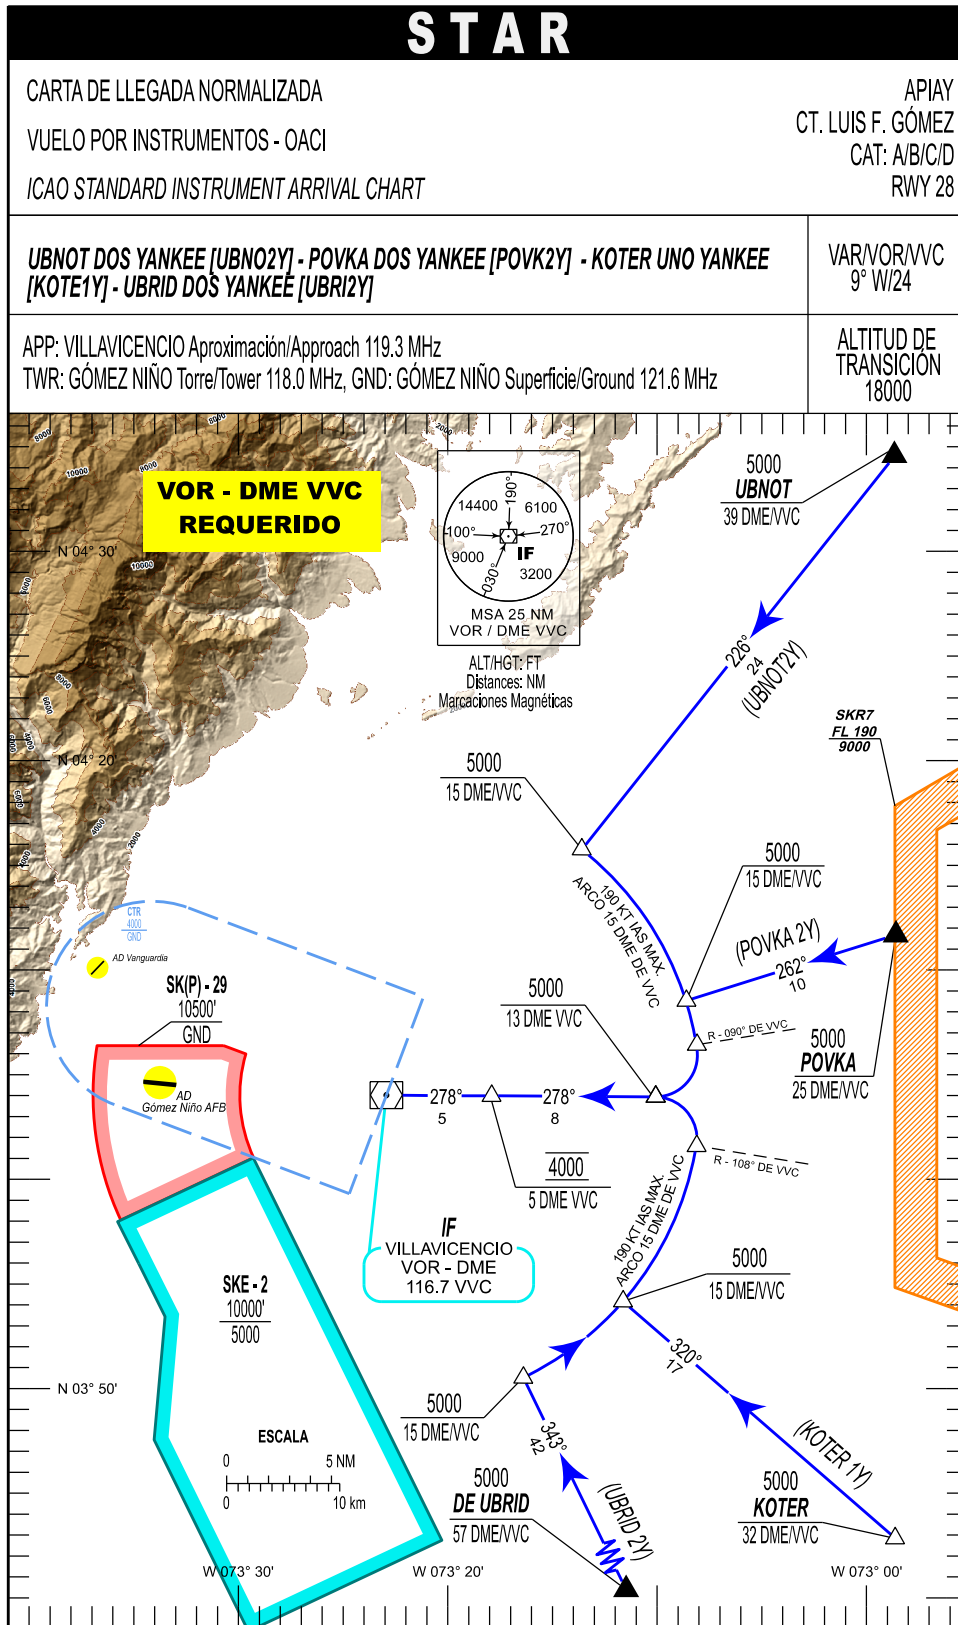 STAR
CARTA DE LLEGADA NORMALIZADA
VUELO POR INSTRUMENTOS - OACI
ICAO STANDARD INSTRUMENT ARRIVAL CHART
APIAY
CT. LUIS F. GÓMEZ
CAT: A/B/C/D
RWY 28
UBNOT DOS YANKEE [UBNO2Y] - POVKA DOS YANKEE [POVK2Y] - KOTER UNO YANKEE
[KOTE1Y] - UBRID DOS YANKEE [UBRI2Y]
VAR/VOR/VVC
9° W/24
APP: VILLAVICENCIO Aproximación/Approach 119.3 MHz
TWR: GÓMEZ NIÑO Torre/Tower 118.0 MHz, GND: GÓMEZ NIÑO Superficie/Ground 121.6 MHz
ALTITUD DE
TRANSICIÓN
18000
8000
8000
2000
10000
8000
10000
VOR - DME VVC
REQUERIDO
N 04° 30'
190°
14400
6100
100°
270°
9000
IF
030°
3200
MSA 25 NM
VOR / DME VVC
ALT/HGT: FT
Distances: NM
Marcaciones Magnéticas
5000
UBNOT
39 DME/VVC
226°
24
(UBNOT2Y)
SKR7
FL 190
9000
N 04° 20'
4000
2000
5000
15 DME/VVC
190 KT IAS MAX.
ARCO 15 DME DE VVC
5000
15 DME/VVC
(POVKA 2Y)
262°
10
CTR
4000
GND
AD Vanguardia
SK(P) - 29
10500'
GND
5000
13 DME VVC
R - 090° DE VVC
5000
POVKA
25 DME/VVC
AD
Gómez Niño AFB
278°
5
278°
8
4000
5 DME VVC
R - 108° DE VVC
190 KT IAS MAX.
ARCO 15 DME DE VVC
IF
VILLAVICENCIO
VOR - DME
116.7 VVC
5000
15 DME/VVC
SKE - 2
10000'
5000
320°
17
N 03° 50'
5000
15 DME/VVC
343°
42
(KOTER 1Y)
ESCALA
0
5 NM
0
10 km
5000
DE UBRID
57 DME/VVC
(UBRID 2Y)
5000
KOTER
32 DME/VVC
W 073° 30'
W 073° 20'
W 073° 00'